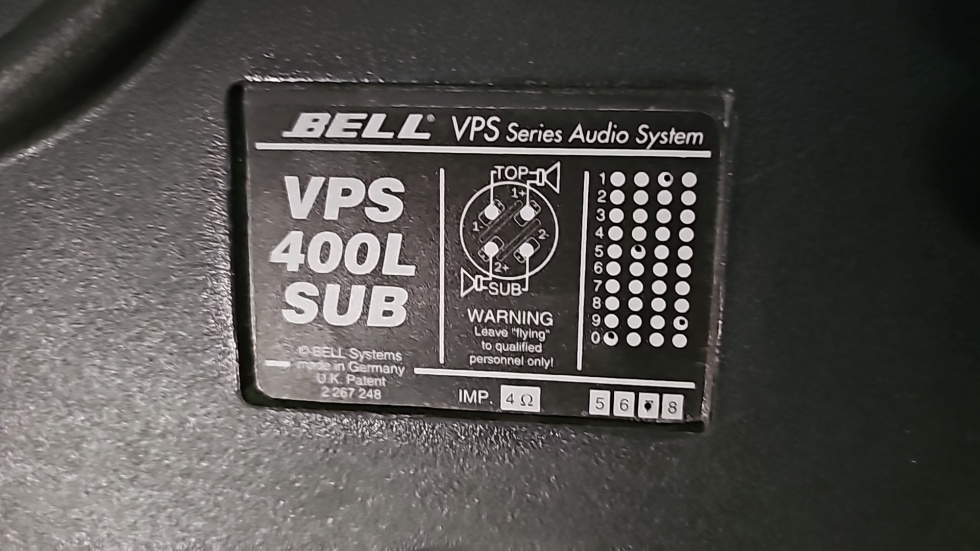 BELL® VPS Series Audio System
VPS
400L
SUB
© BELL Systems
made in Germany
U.K. Patent
2 267 248
TOP
1+
1-
2-
2+
SUB
WARNING
Leave "flying"
to qualified
personnel only!
1
2
3
4
5
6
7
8
9
0
IMP. 4 Ω
5 6 7 8